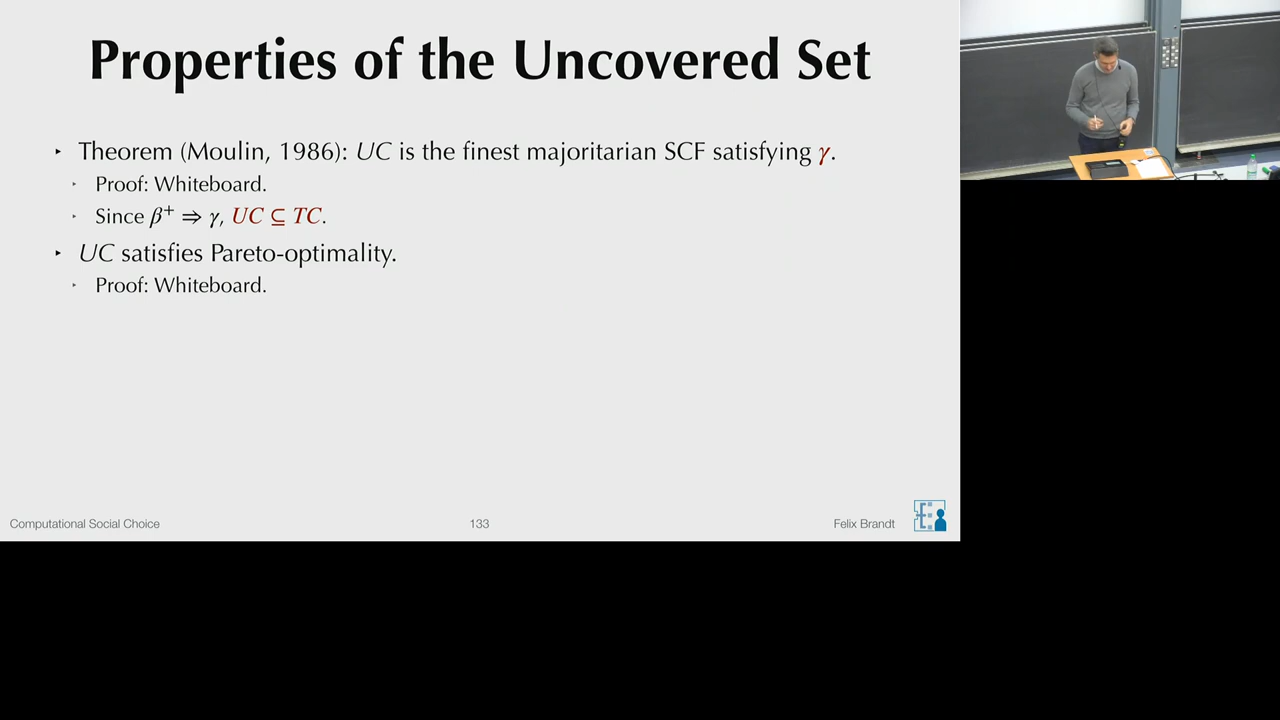 Properties of the Uncovered Set
‣ Theorem (Moulin, 1986): UC is the finest majoritarian SCF satisfying γ.
‣ Proof: Whiteboard.
‣ Since β⁺ ⇒ γ, UC ⊆ TC.
‣ UC satisfies Pareto-optimality.
‣ Proof: Whiteboard.
Computational Social Choice
133
Felix Brandt